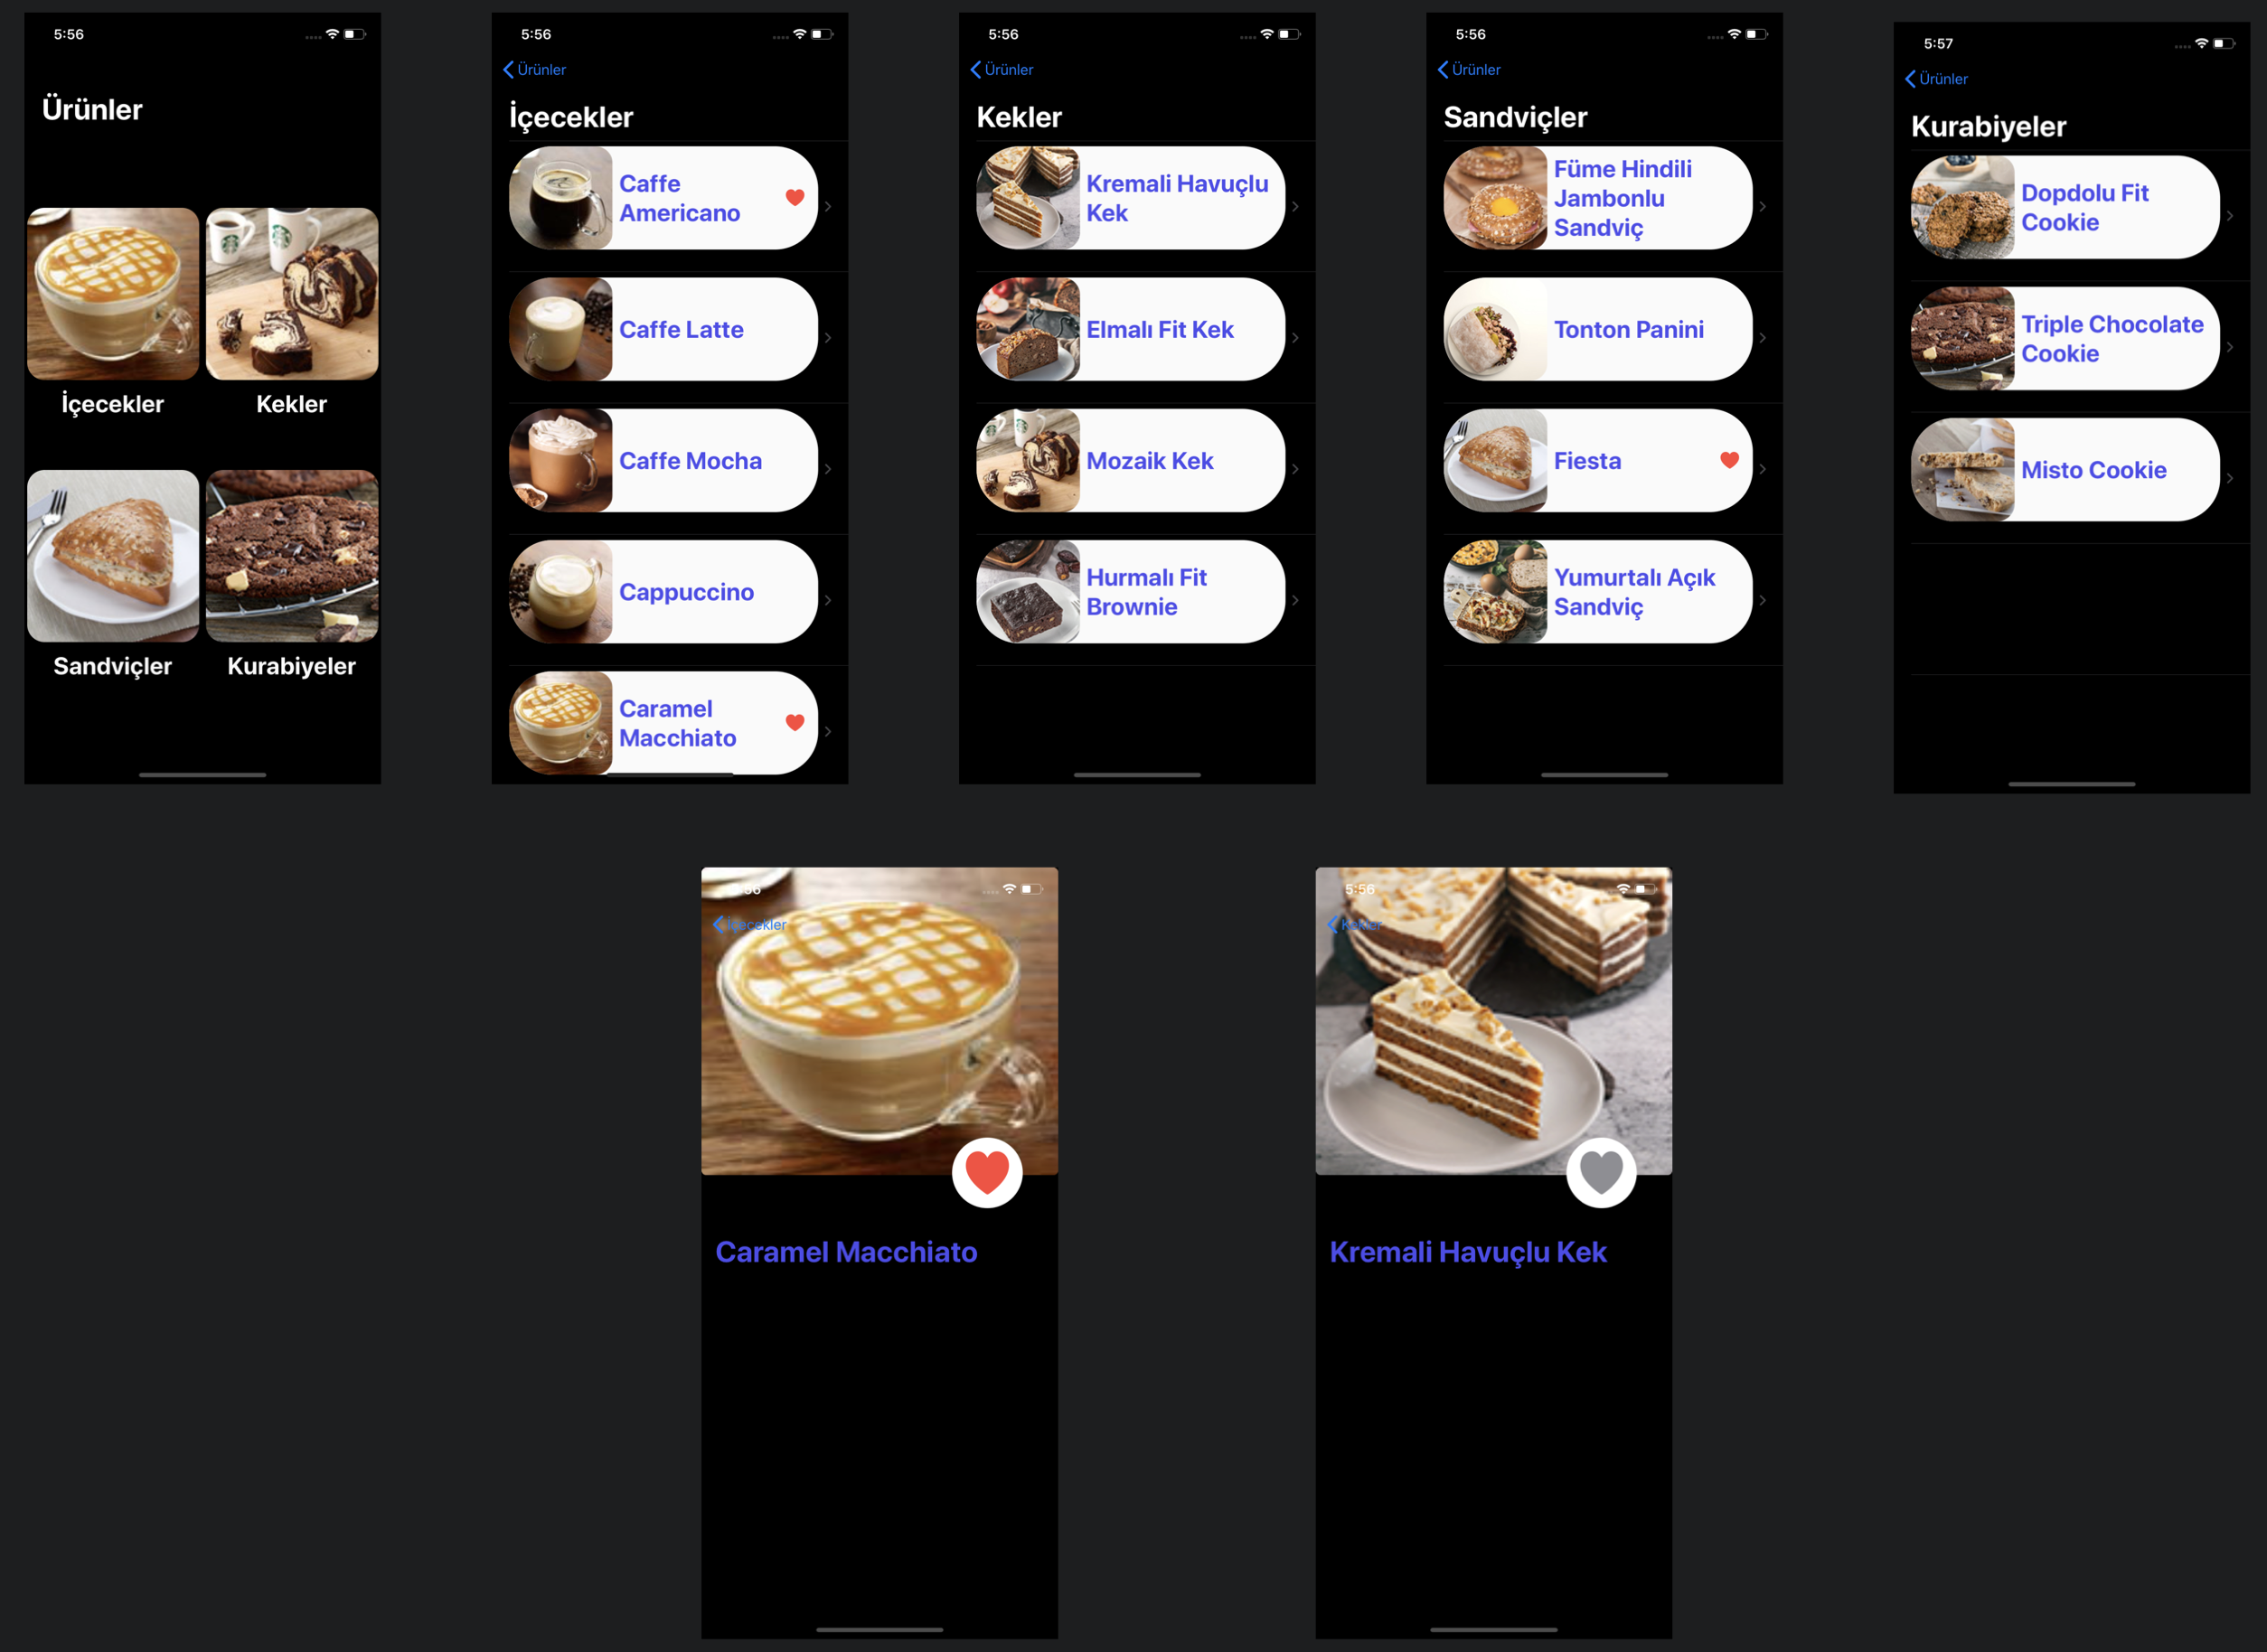 5:56
Ürünler
İçecekler
Kekler
Sandviçler
Kurabiyeler
5:56
Ürünler
İçecekler
Caffe
Americano
Caffe Latte
Caffe Mocha
Cappuccino
Caramel
Macchiato
5:56
Ürünler
Kekler
Kremali Havuçlu
Kek
Elmalı Fit Kek
Mozaik Kek
Hurmalı Fit
Brownie
5:56
Ürünler
Sandviçler
Füme Hindili
Jambonlu
Sandviç
Tonton Panini
Fiesta
Yumurtalı Açık
Sandviç
5:57
Ürünler
Kurabiyeler
Dopdolu Fit
Cookie
Triple Chocolate
Cookie
Misto Cookie
5:56
İçecekler
Caramel Macchiato
5:56
Kekler
Kremali Havuçlu Kek